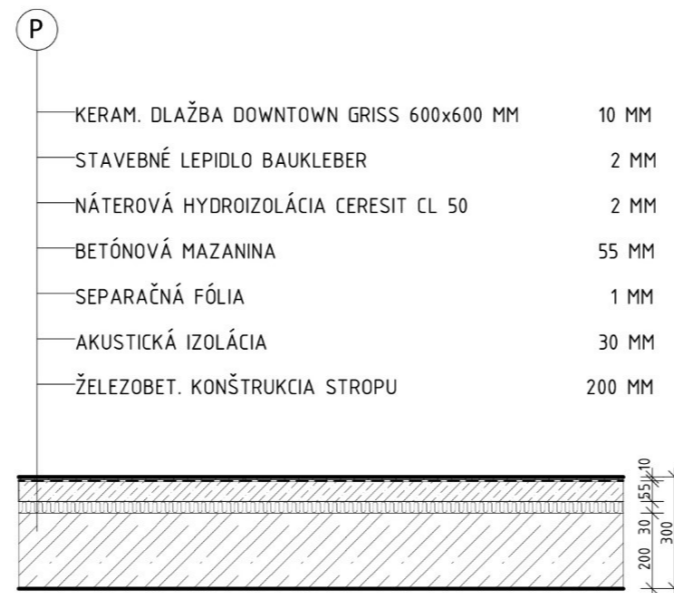 P
KERAM. DLAŽBA DOWNTOWN GRISS 600x600 MM 10 MM
STAVEBNÉ LEPIDLO BAUKLEBER 2 MM
NÁTEROVÁ HYDROIZOLÁCIA CERESIT CL 50 2 MM
BETÓNOVÁ MAZANINA 55 MM
SEPARAČNÁ FÓLIA 1 MM
AKUSTICKÁ IZOLÁCIA 30 MM
ŽELEZOBET. KONŠTRUKCIA STROPU 200 MM
10
55
30
200
300